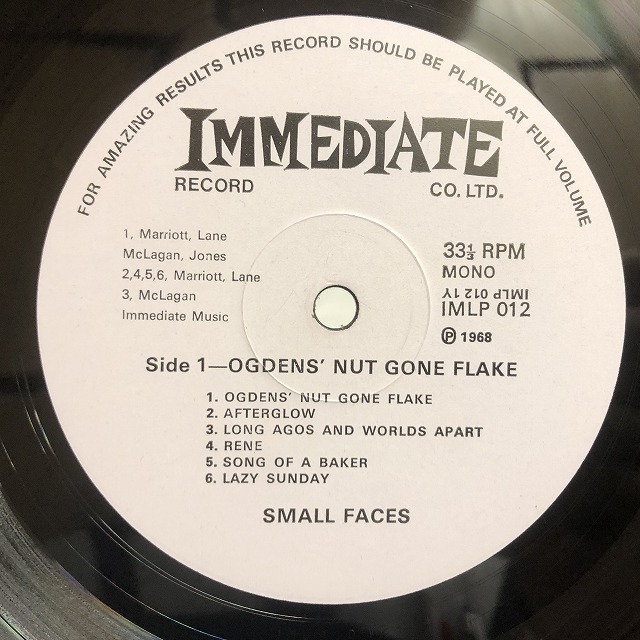 FOR AMAZING RESULTS THIS RECORD SHOULD BE PLAYED AT FULL VOLUME
IMMEDIATE
RECORD CO. LTD.
1, Marriott, Lane
McLagan, Jones
2,4,5,6, Marriott, Lane
3, McLagan
Immediate Music
33⅓ RPM
MONO
IMLP 012 1Y
IMLP 012
Ⓟ 1968
Side 1—OGDENS' NUT GONE FLAKE
1. OGDENS' NUT GONE FLAKE
2. AFTERGLOW
3. LONG AGOS AND WORLDS APART
4. RENE
5. SONG OF A BAKER
6. LAZY SUNDAY
SMALL FACES